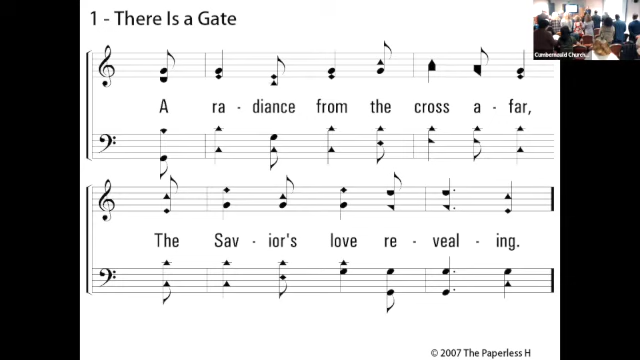 1 - There Is a Gate
Cumbernauld Church
A ra - diance from the cross a - far,
The Sav - ior's love re - veal - ing.
© 2007 The Paperless H